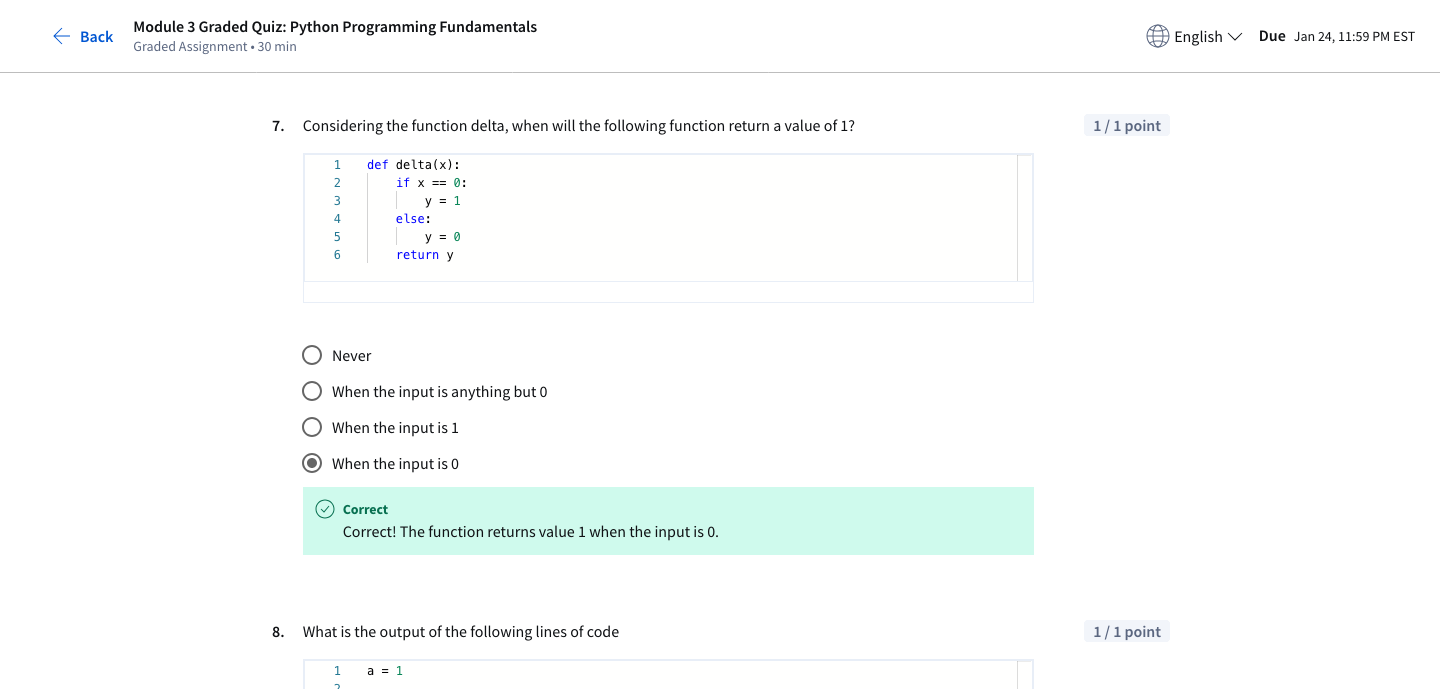 Back
Module 3 Graded Quiz: Python Programming Fundamentals
Graded Assignment • 30 min
English
Due Jan 24, 11:59 PM EST
7. Considering the function delta, when will the following function return a value of 1?
1 / 1 point
1 def delta(x):
2     if x == 0:
3         y = 1
4     else:
5         y = 0
6     return y
Never
When the input is anything but 0
When the input is 1
When the input is 0
Correct
Correct! The function returns value 1 when the input is 0.
8. What is the output of the following lines of code
1 / 1 point
1 a = 1
2